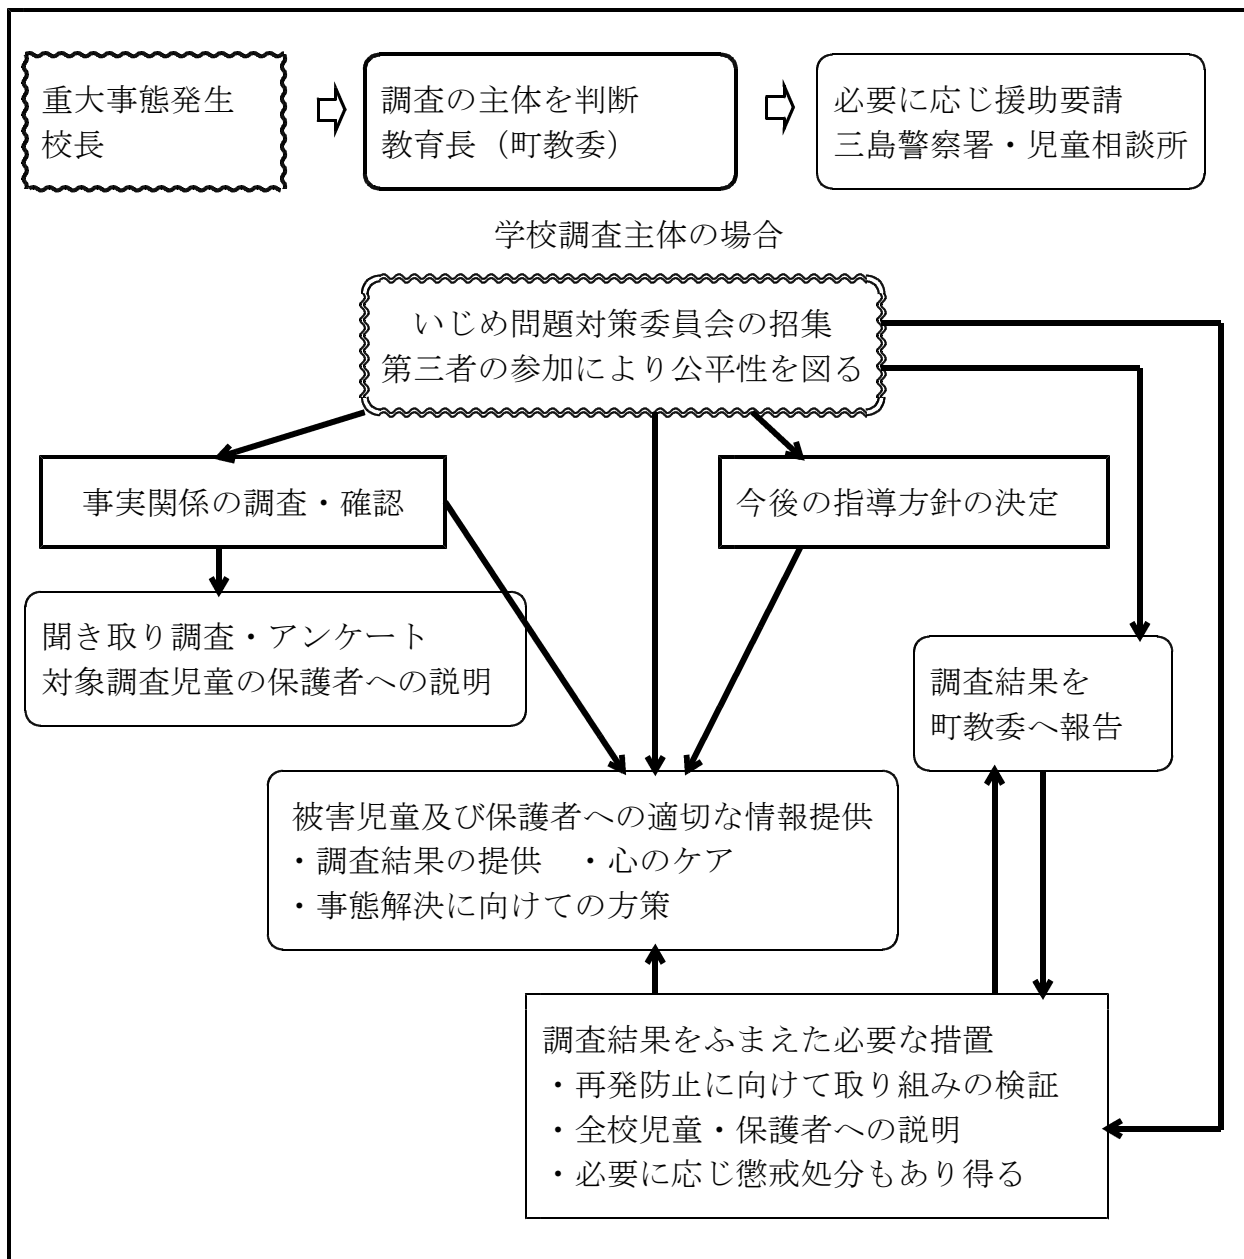 重大事態発生
校長
調査の主体を判断
教育長（町教委）
必要に応じ援助要請
三島警察署・児童相談所
学校調査主体の場合
いじめ問題対策委員会の招集
第三者の参加により公平性を図る
事実関係の調査・確認
今後の指導方針の決定
聞き取り調査・アンケート
対象調査児童の保護者への説明
調査結果を
町教委へ報告
被害児童及び保護者への適切な情報提供
・調査結果の提供　・心のケア
・事態解決に向けての方策
調査結果をふまえた必要な措置
・再発防止に向けて取り組みの検証
・全校児童・保護者への説明
・必要に応じ懲戒処分もあり得る